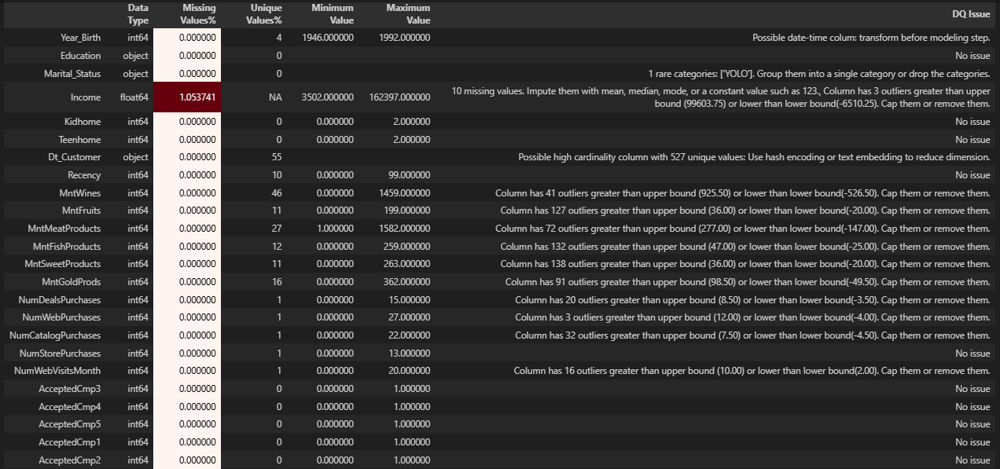 Data Type Missing Values% Unique Values% Minimum Value Maximum Value DQ Issue
Year_Birth int64 0.000000 4 1946.000000 1992.000000 Possible date-time colum: transform before modeling step.
Education object 0.000000 0 No issue
Marital_Status object 0.000000 0 1 rare categories: ['YOLO']. Group them into a single category or drop the categories.
Income float64 1.053741 NA 3502.000000 162397.000000 10 missing values. Impute them with mean, median, mode, or a constant value such as 123., Column has 3 outliers greater than upper
bound (99603.75) or lower than lower bound(-6510.25). Cap them or remove them.
Kidhome int64 0.000000 0 0.000000 2.000000 No issue
Teenhome int64 0.000000 0 0.000000 2.000000 No issue
Dt_Customer object 0.000000 55 Possible high cardinality column with 527 unique values: Use hash encoding or text embedding to reduce dimension.
Recency int64 0.000000 10 0.000000 99.000000 No issue
MntWines int64 0.000000 46 0.000000 1459.000000 Column has 41 outliers greater than upper bound (925.50) or lower than lower bound(-526.50). Cap them or remove them.
MntFruits int64 0.000000 11 0.000000 199.000000 Column has 127 outliers greater than upper bound (36.00) or lower than lower bound(-20.00). Cap them or remove them.
MntMeatProducts int64 0.000000 27 1.000000 1582.000000 Column has 72 outliers greater than upper bound (277.00) or lower than lower bound(-147.00). Cap them or remove them.
MntFishProducts int64 0.000000 12 0.000000 259.000000 Column has 132 outliers greater than upper bound (47.00) or lower than lower bound(-25.00). Cap them or remove them.
MntSweetProducts int64 0.000000 11 0.000000 263.000000 Column has 138 outliers greater than upper bound (36.00) or lower than lower bound(-20.00). Cap them or remove them.
MntGoldProds int64 0.000000 16 0.000000 362.000000 Column has 91 outliers greater than upper bound (98.50) or lower than lower bound(-49.50). Cap them or remove them.
NumDealsPurchases int64 0.000000 1 0.000000 15.000000 Column has 20 outliers greater than upper bound (8.50) or lower than lower bound(-3.50). Cap them or remove them.
NumWebPurchases int64 0.000000 1 0.000000 27.000000 Column has 3 outliers greater than upper bound (12.00) or lower than lower bound(-4.00). Cap them or remove them.
NumCatalogPurchases int64 0.000000 1 0.000000 22.000000 Column has 32 outliers greater than upper bound (7.50) or lower than lower bound(-4.50). Cap them or remove them.
NumStorePurchases int64 0.000000 1 0.000000 13.000000 No issue
NumWebVisitsMonth int64 0.000000 1 0.000000 20.000000 Column has 16 outliers greater than upper bound (10.00) or lower than lower bound(2.00). Cap them or remove them.
AcceptedCmp3 int64 0.000000 0 0.000000 1.000000 No issue
AcceptedCmp4 int64 0.000000 0 0.000000 1.000000 No issue
AcceptedCmp5 int64 0.000000 0 0.000000 1.000000 No issue
AcceptedCmp1 int64 0.000000 0 0.000000 1.000000 No issue
AcceptedCmp2 int64 0.000000 0 0.000000 1.000000 No issue